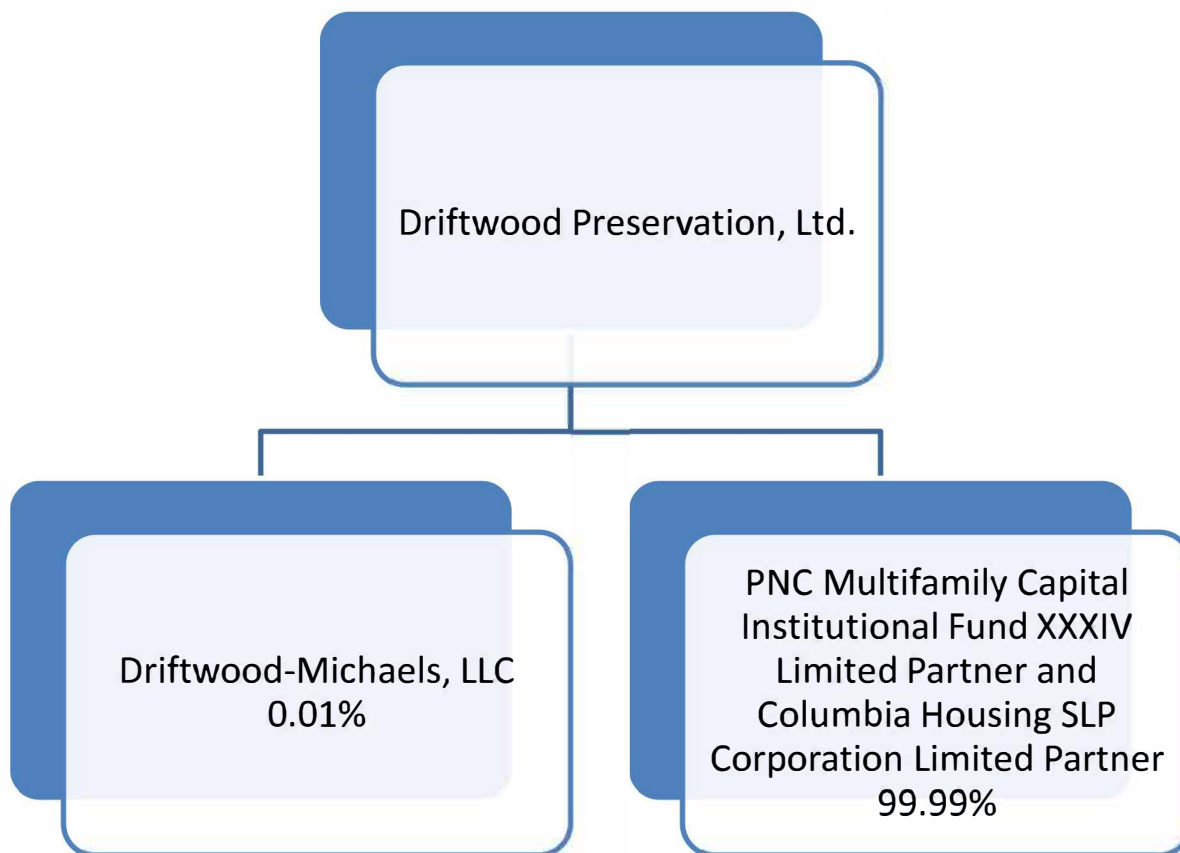 Driftwood Preservation, Ltd.
Driftwood-Michaels, LLC
0.01%
PNC Multifamily Capital
Institutional Fund XXXIV
Limited Partner and
Columbia Housing SLP
Corporation Limited Partner
99.99%